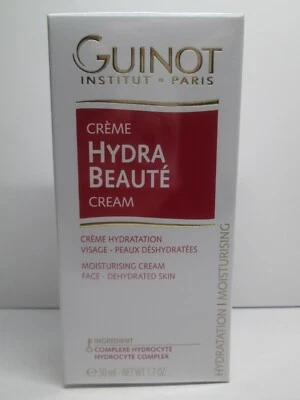 GUINOT
INSTITUT • PARIS
CRÈME
HYDRA
BEAUTÉ
CREAM
CRÈME HYDRATATION
VISAGE - PEAUX DÉSHYDRATÉES
MOISTURISING CREAM
FACE - DEHYDRATED SKIN
INGREDIENT
COMPLEXE HYDROCYTE
HYDROCYTE COMPLEX
e 50 ml - NET WT. 1.7 OZ.
HYDRATATION | MOISTURISING